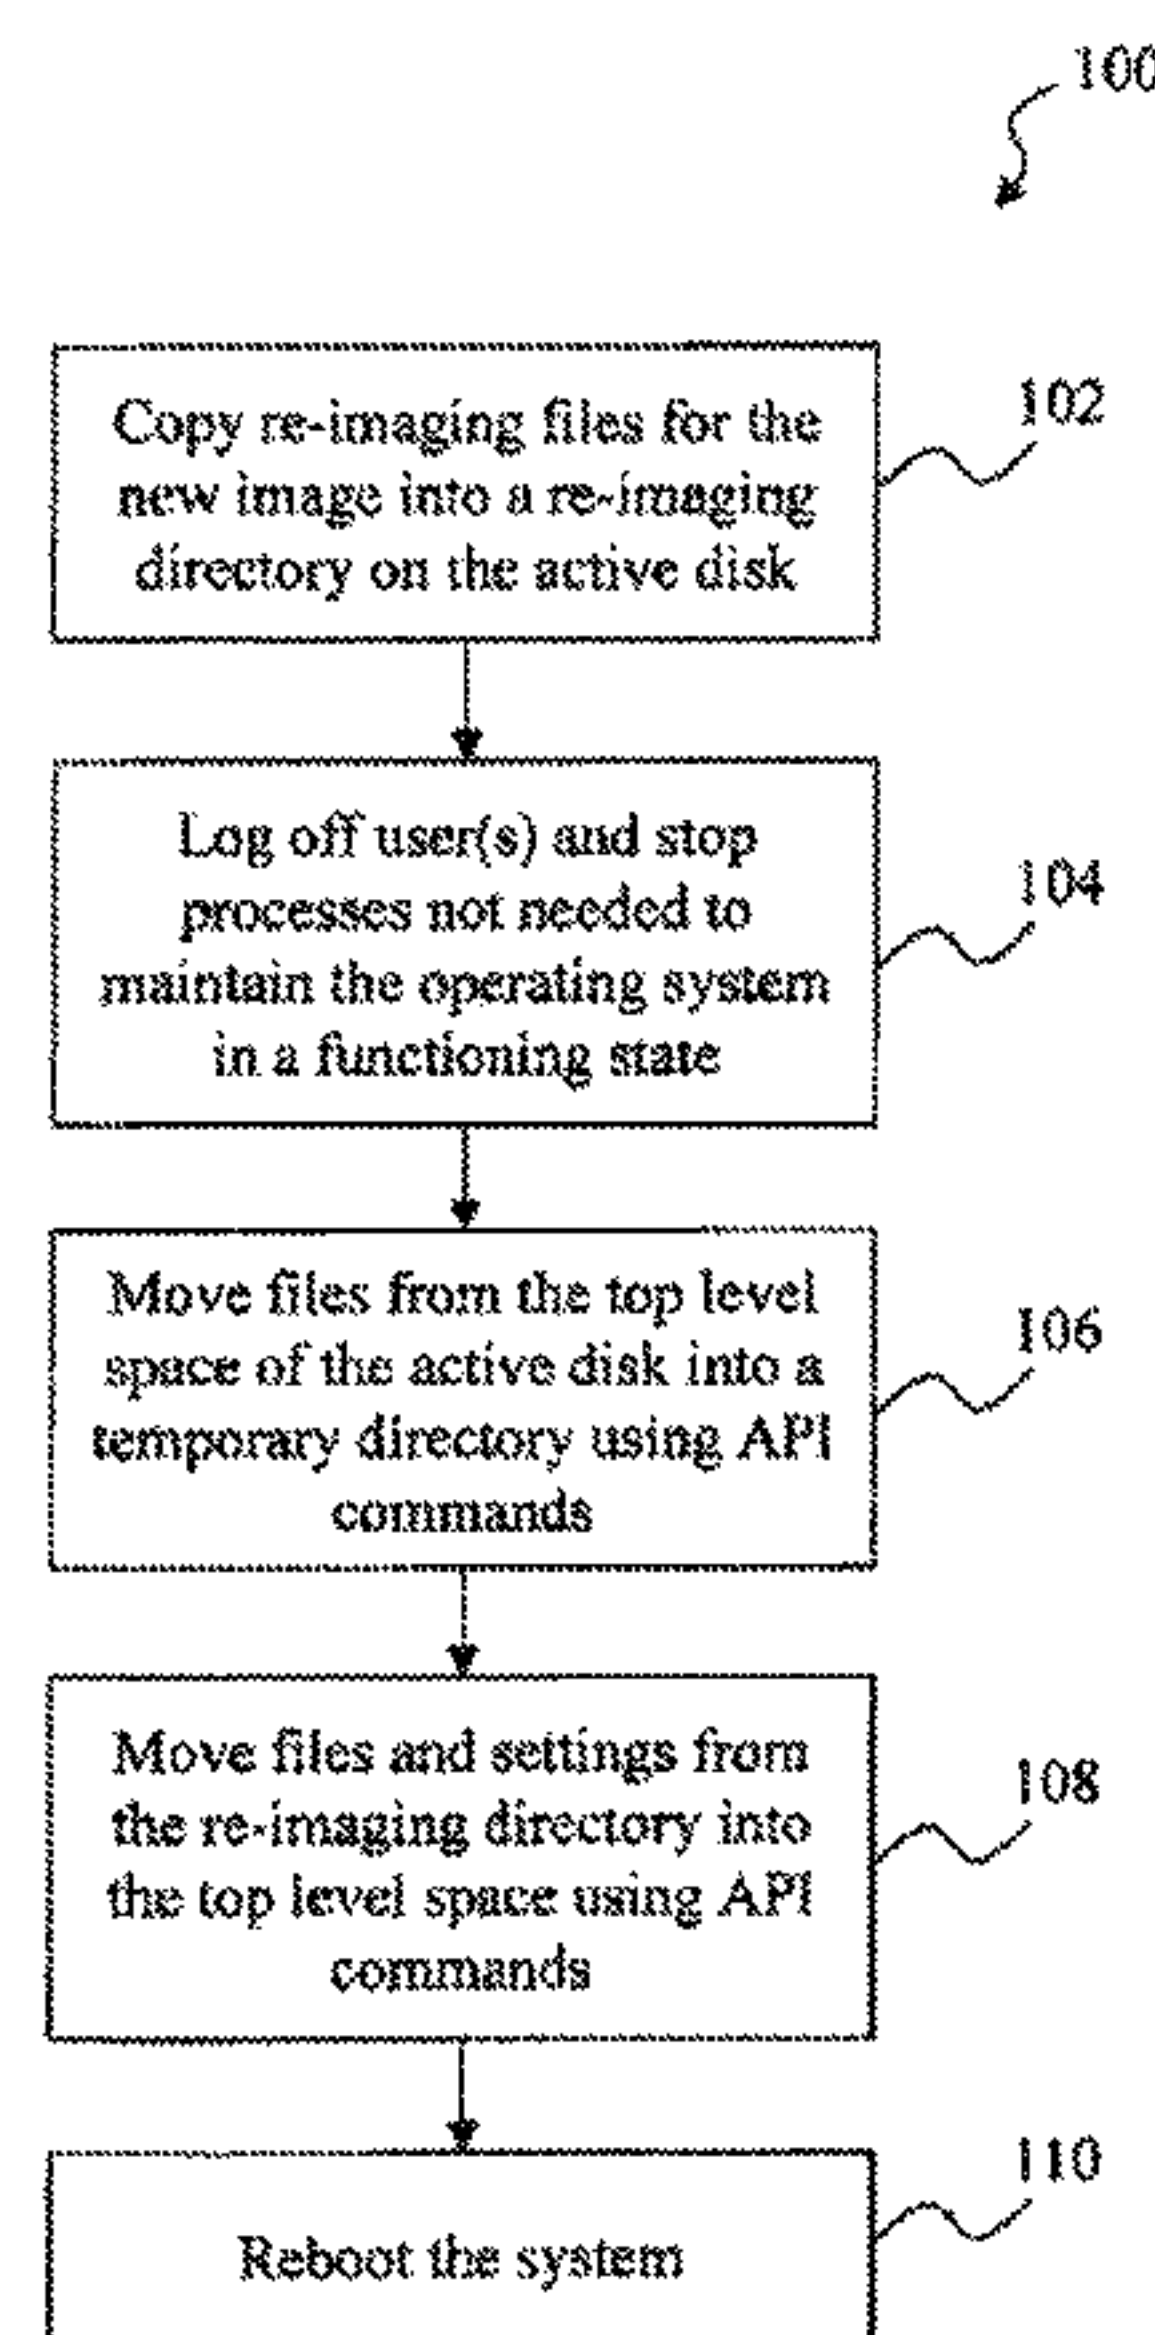 100
Copy re-imaging files for the
new image into a re-imaging
directory on the active disk
102
Log off user(s) and stop
processes not needed to
maintain the operating system
in a functioning state
104
Move files from the top level
space of the active disk into a
temporary directory using API
commands
106
Move files and settings from
the re-imaging directory into
the top level space using API
commands
108
Reboot the system
110